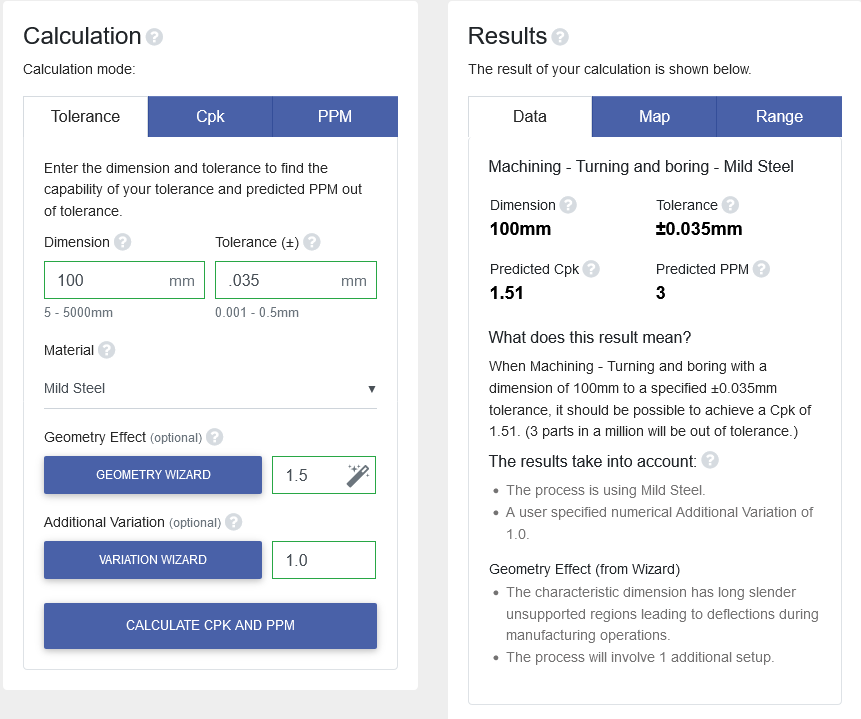 Calculation
Calculation mode:
Tolerance Cpk PPM
Enter the dimension and tolerance to find the
capability of your tolerance and predicted PPM out
of tolerance.
Dimension ? Tolerance (±) ?
100 mm .035 mm
5 - 5000mm 0.001 - 0.5mm
Material ?
Mild Steel
Geometry Effect (optional) ?
GEOMETRY WIZARD 1.5
Additional Variation (optional) ?
VARIATION WIZARD 1.0
CALCULATE CPK AND PPM
Results ?
The result of your calculation is shown below.
Data Map Range
Machining - Turning and boring - Mild Steel
Dimension ? Tolerance ?
100mm ±0.035mm
Predicted Cpk ? Predicted PPM ?
1.51 3
What does this result mean?
When Machining - Turning and boring with a
dimension of 100mm to a specified ±0.035mm
tolerance, it should be possible to achieve a Cpk of
1.51. (3 parts in a million will be out of tolerance.)
The results take into account: ?
• The process is using Mild Steel.
• A user specified numerical Additional Variation of
1.0.
Geometry Effect (from Wizard)
• The characteristic dimension has long slender
unsupported regions leading to deflections during
manufacturing operations.
• The process will involve 1 additional setup.